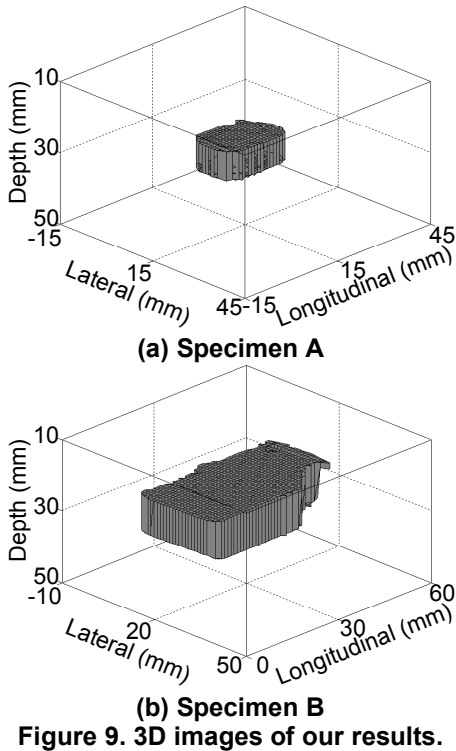 10
30
50
Depth (mm)
-15
15
45
Lateral (mm)
-15
15
45
Longitudinal (mm)
(a) Specimen A
10
30
50
Depth (mm)
-10
20
50
Lateral (mm)
0
30
60
Longitudinal (mm)
(b) Specimen B
Figure 9. 3D images of our results.